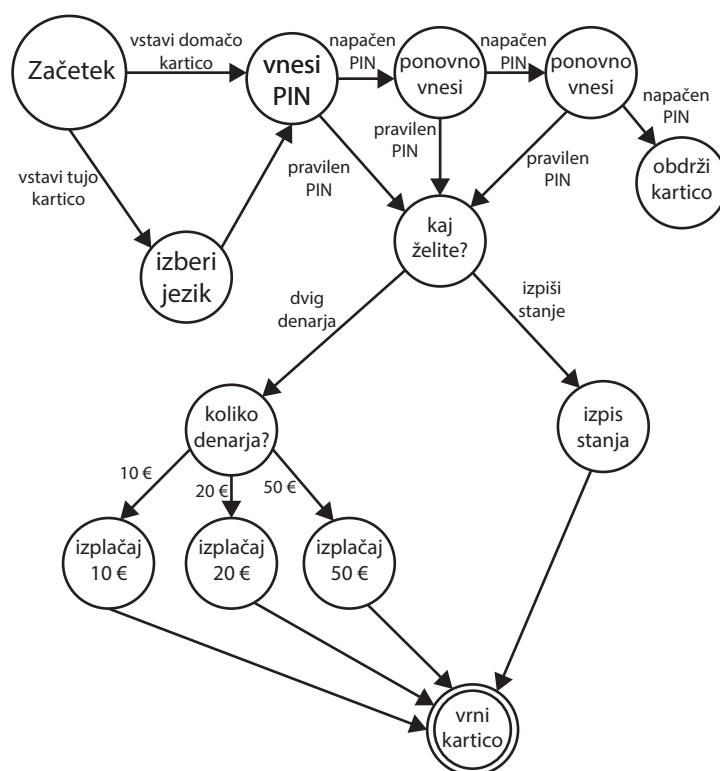 Začetek
vstavi domačo
kartico
vnesi
PIN
napačen
PIN
ponovno
vnesi
napačen
PIN
ponovno
vnesi
napačen
PIN
obdrži
kartico
vstavi tujo
kartico
izberi
jezik
pravilen
PIN
pravilen
PIN
pravilen
PIN
kaj
želite?
dvig
denarja
izpiši
stanje
koliko
denarja?
izpis
stanja
10 €
20 €
50 €
izplačaj
10 €
izplačaj
20 €
izplačaj
50 €
vrni
kartico